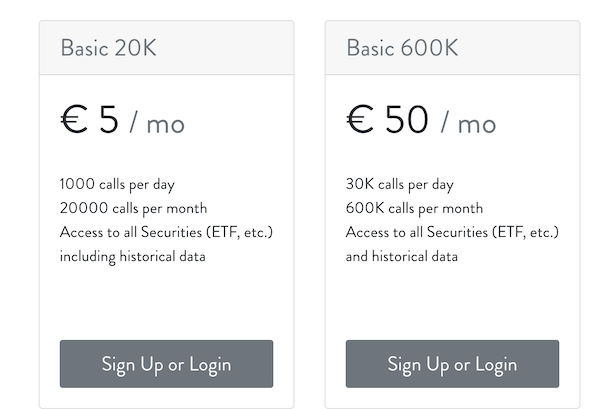 Basic 20K
€ 5 / mo
1000 calls per day
20000 calls per month
Access to all Securities (ETF, etc.)
including historical data
Sign Up or Login
Basic 600K
€ 50 / mo
30K calls per day
600K calls per month
Access to all Securities (ETF, etc.)
and historical data
Sign Up or Login